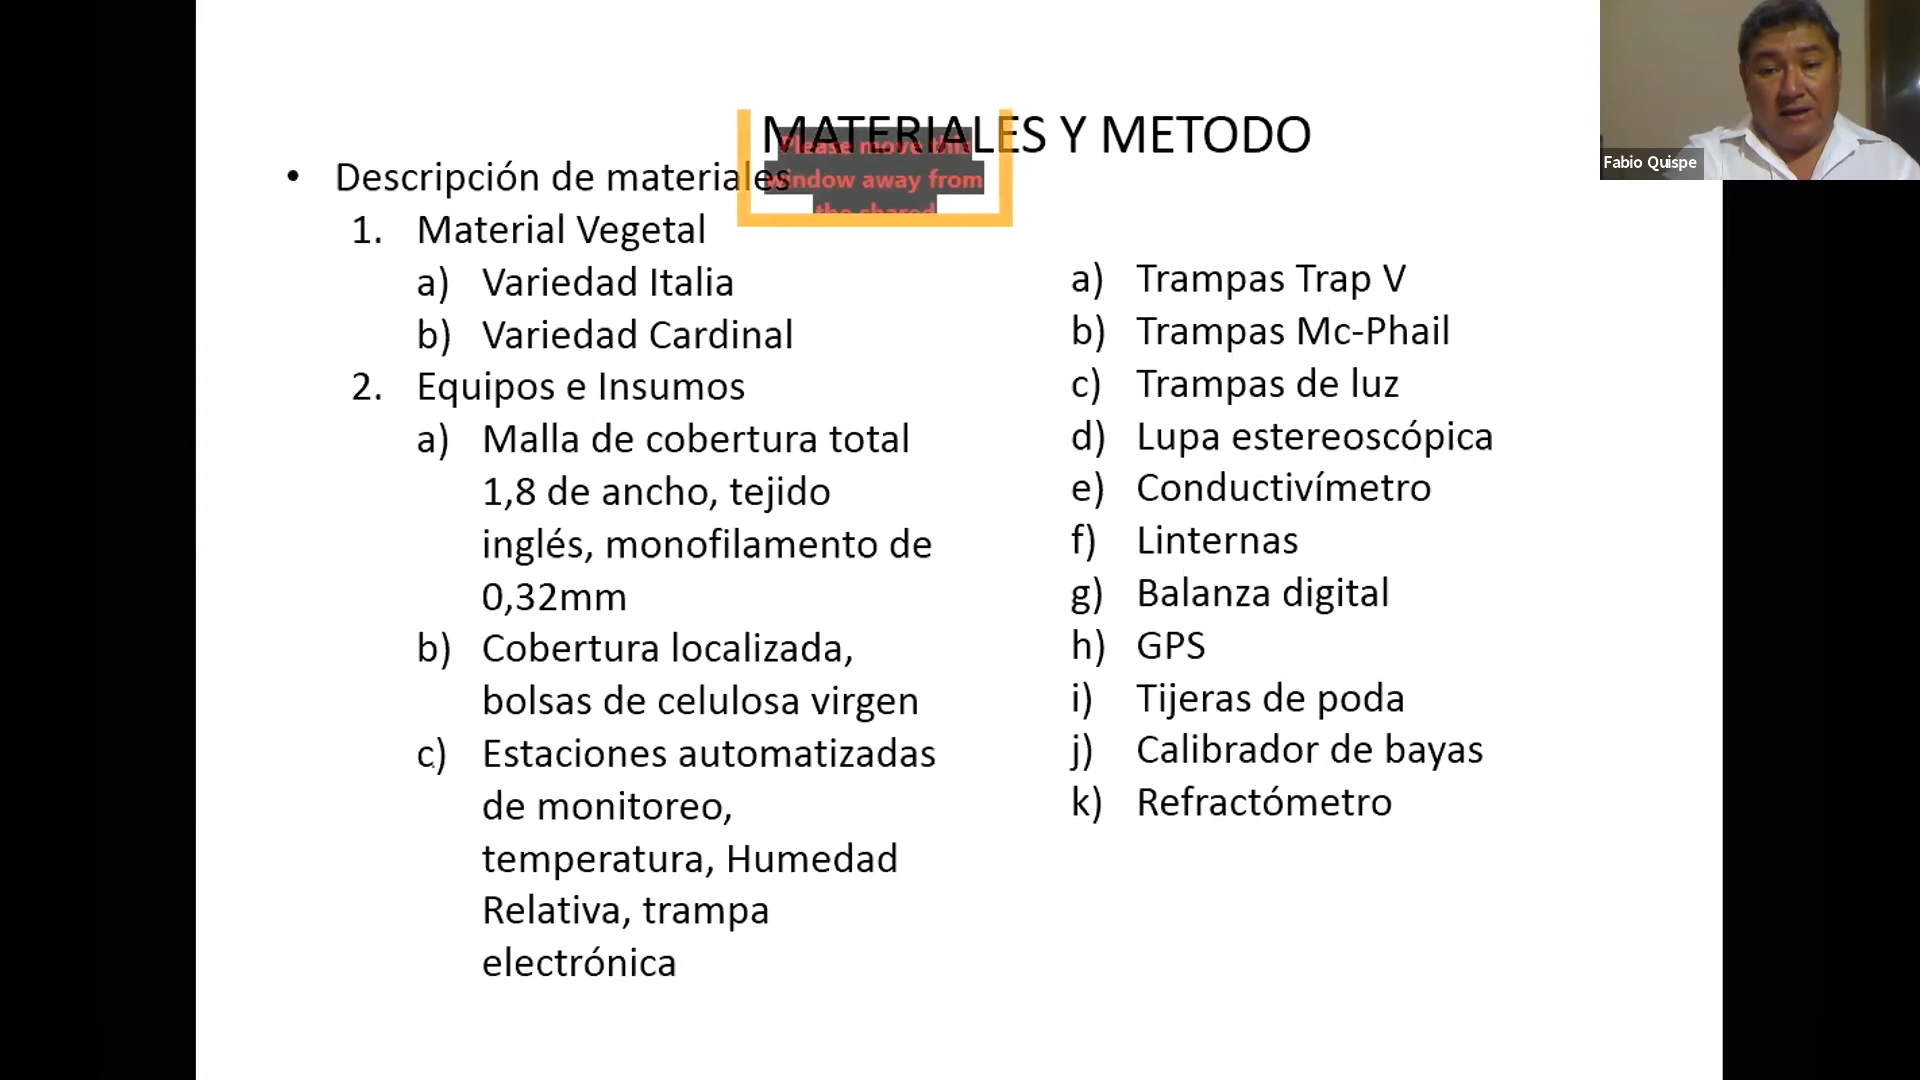 MATERIALES Y METODO
Please move this
window away from
the shared
• Descripción de materiales
1. Material Vegetal
a) Variedad Italia
b) Variedad Cardinal
2. Equipos e Insumos
a) Malla de cobertura total
1,8 de ancho, tejido
inglés, monofilamento de
0,32mm
b) Cobertura localizada,
bolsas de celulosa virgen
c) Estaciones automatizadas
de monitoreo,
temperatura, Humedad
Relativa, trampa
electrónica
a) Trampas Trap V
b) Trampas Mc-Phail
c) Trampas de luz
d) Lupa estereoscópica
e) Conductivímetro
f) Linternas
g) Balanza digital
h) GPS
i) Tijeras de poda
j) Calibrador de bayas
k) Refractómetro
Fabio Quispe